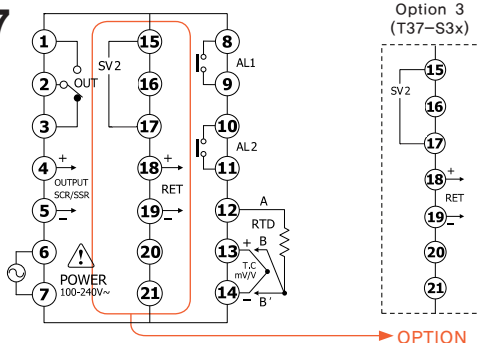 7
1
2
3
4
5
6
7
OUT
+
OUTPUT
SCR/SSR
−
POWER
100-240V~
SV2
15
16
17
18
19
20
21
+
RET
−
8
9
10
11
12
13
14
AL1
AL2
A
RTD
+ B
T.C
mV/V
− B'
OPTION
Option 3
(T37-S3x)
SV2
15
16
17
18
19
20
21
+
RET
−